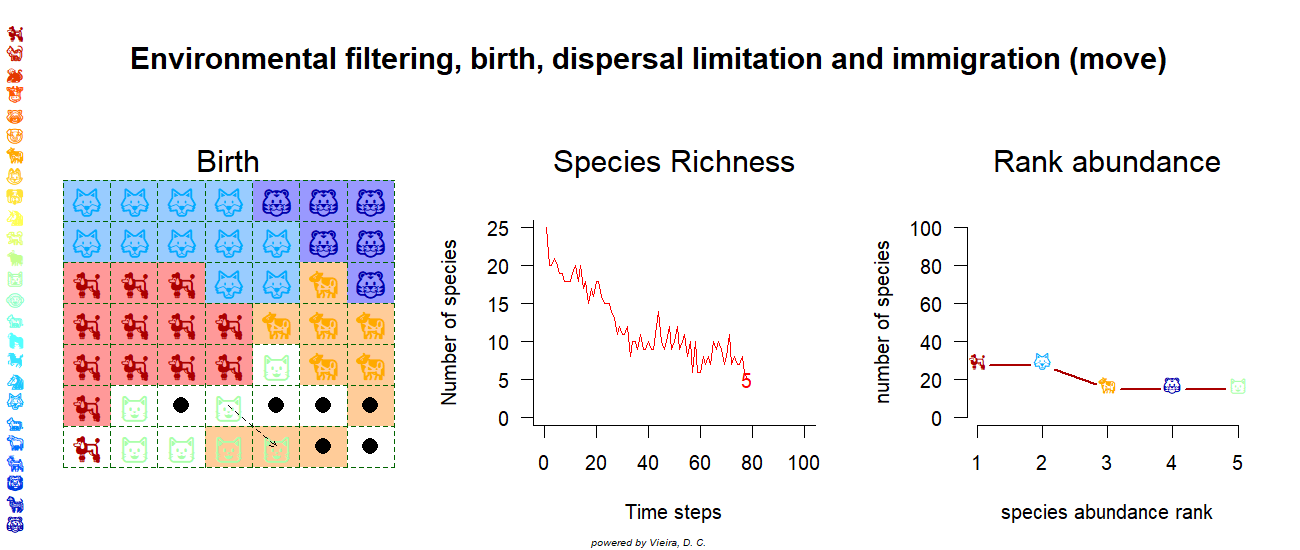 Environmental filtering, birth, dispersal limitation and immigration (move)
Birth
Species Richness
Number of species
25
20
15
10
5
0
5
0 20 40 60 80 100
Time steps
Rank abundance
number of species
100
80
60
40
20
0
1 2 3 4 5
species abundance rank
powered by Vieira, D. C.